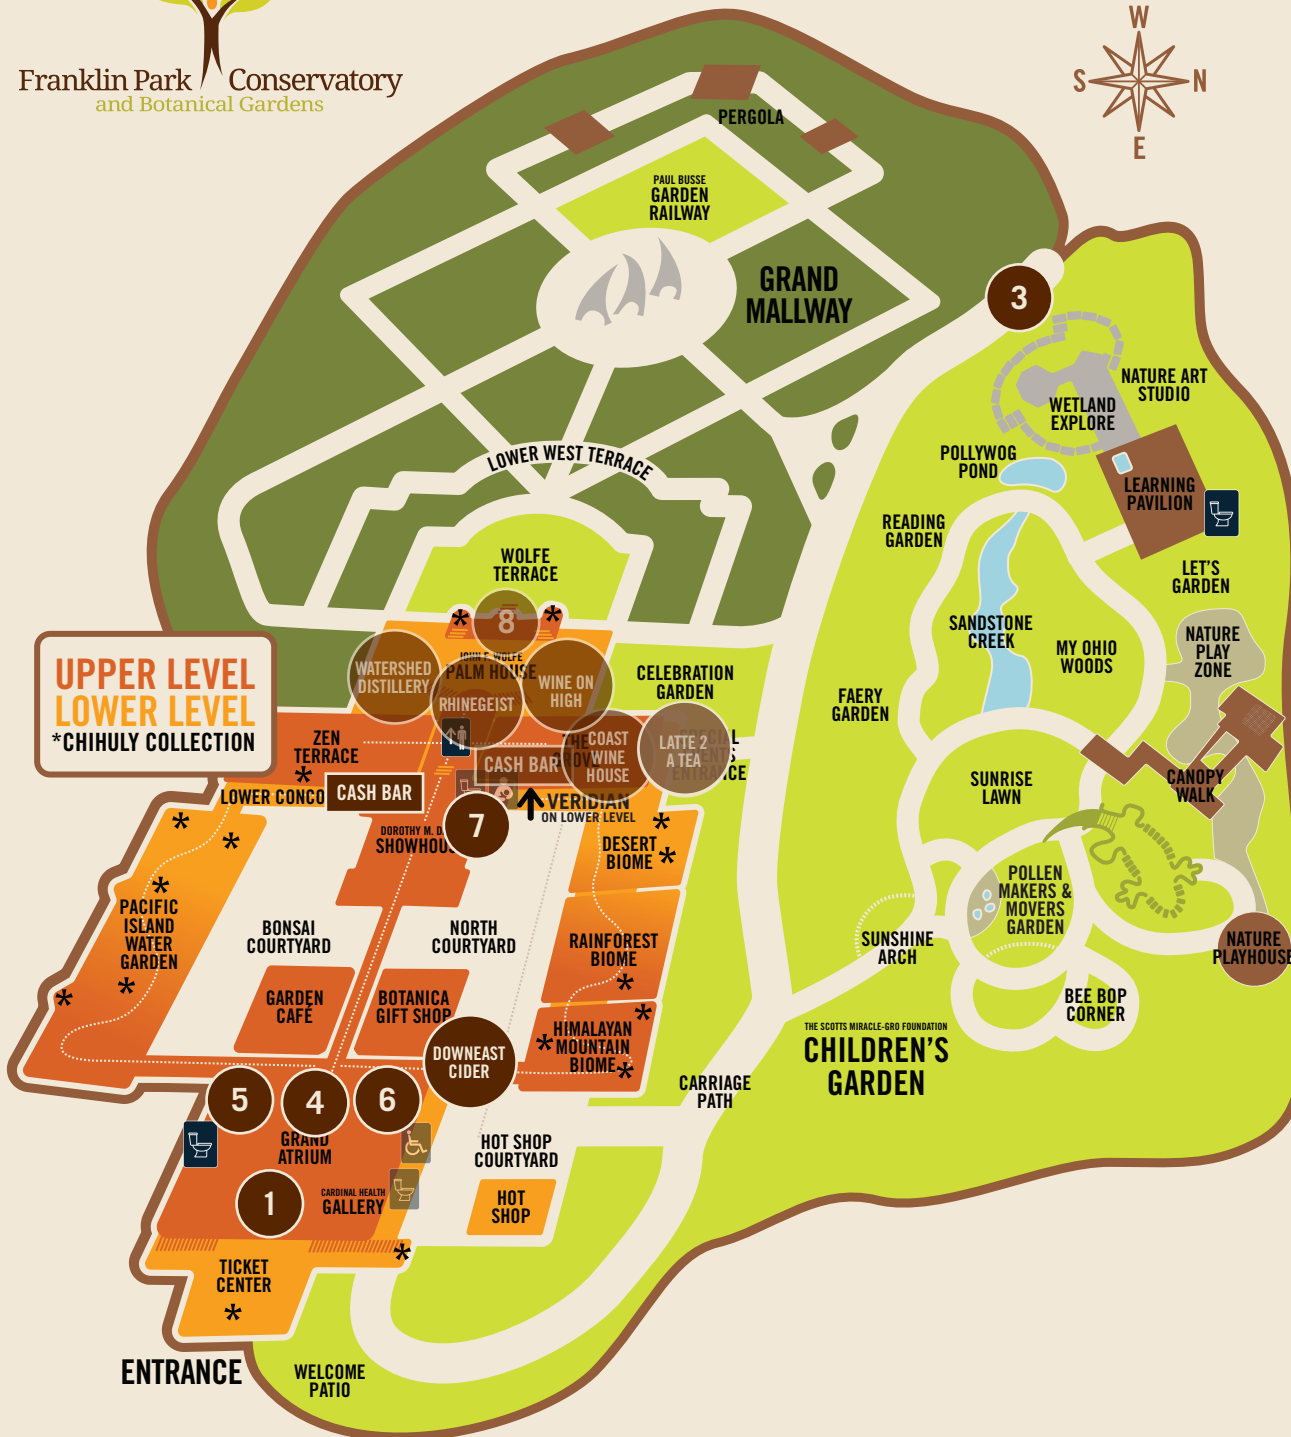 Franklin Park Conservatory
and Botanical Gardens
W
S N
E
PERGOLA
PAUL BUSSE
GARDEN
RAILWAY
GRAND
MALLWAY
3
NATURE ART
STUDIO
WETLAND
EXPLORE
LOWER WEST TERRACE
POLLYWOG
POND
LEARNING
PAVILION
READING
GARDEN
LET'S
GARDEN
WOLFE
TERRACE
SANDSTONE
CREEK
MY OHIO
WOODS
NATURE
PLAY
ZONE
* 8 *
UPPER LEVEL
LOWER LEVEL
*CHIHULY COLLECTION
WATERSHED
DISTILLERY
JOHN F. WOLFE
PALM HOUSE
RHINEGEIST
WINE ON
HIGH
CELEBRATION
GARDEN
FAERY
GARDEN
ZEN
TERRACE
*
THE
COAST
WINE
HOUSE
LATTE 2
A TEA
ENTRANCE
CASH BAR
CASH BAR
LOWER
VERIDIAN
ON LOWER LEVEL
7
DOROTHY M.
SUNRISE
LAWN
CANOPY
WALK
*
*
*
*
DESERT
BIOME *
PACIFIC
ISLAND
WATER
GARDEN
*
*
BONSAI
COURTYARD
NORTH
COURTYARD
RAINFOREST
BIOME
*
POLLEN
MAKERS &
MOVERS
GARDEN
SUNSHINE
ARCH
NATURE
PLAYHOUSE
GARDEN
CAFÉ
BOTANICA
GIFT SHOP
DOWNEAST
CIDER
*
* HIMALAYAN
MOUNTAIN
BIOME *
BEE BOP
CORNER
THE SCOTTS MIRACLE-GRO FOUNDATION
CHILDREN'S
GARDEN
CARRIAGE
PATH
5
4
6
GRAND
ATRIUM
1
CARDINAL HEALTH
GALLERY
HOT SHOP
COURTYARD
HOT
SHOP
*
TICKET
CENTER
*
ENTRANCE
WELCOME
PATIO